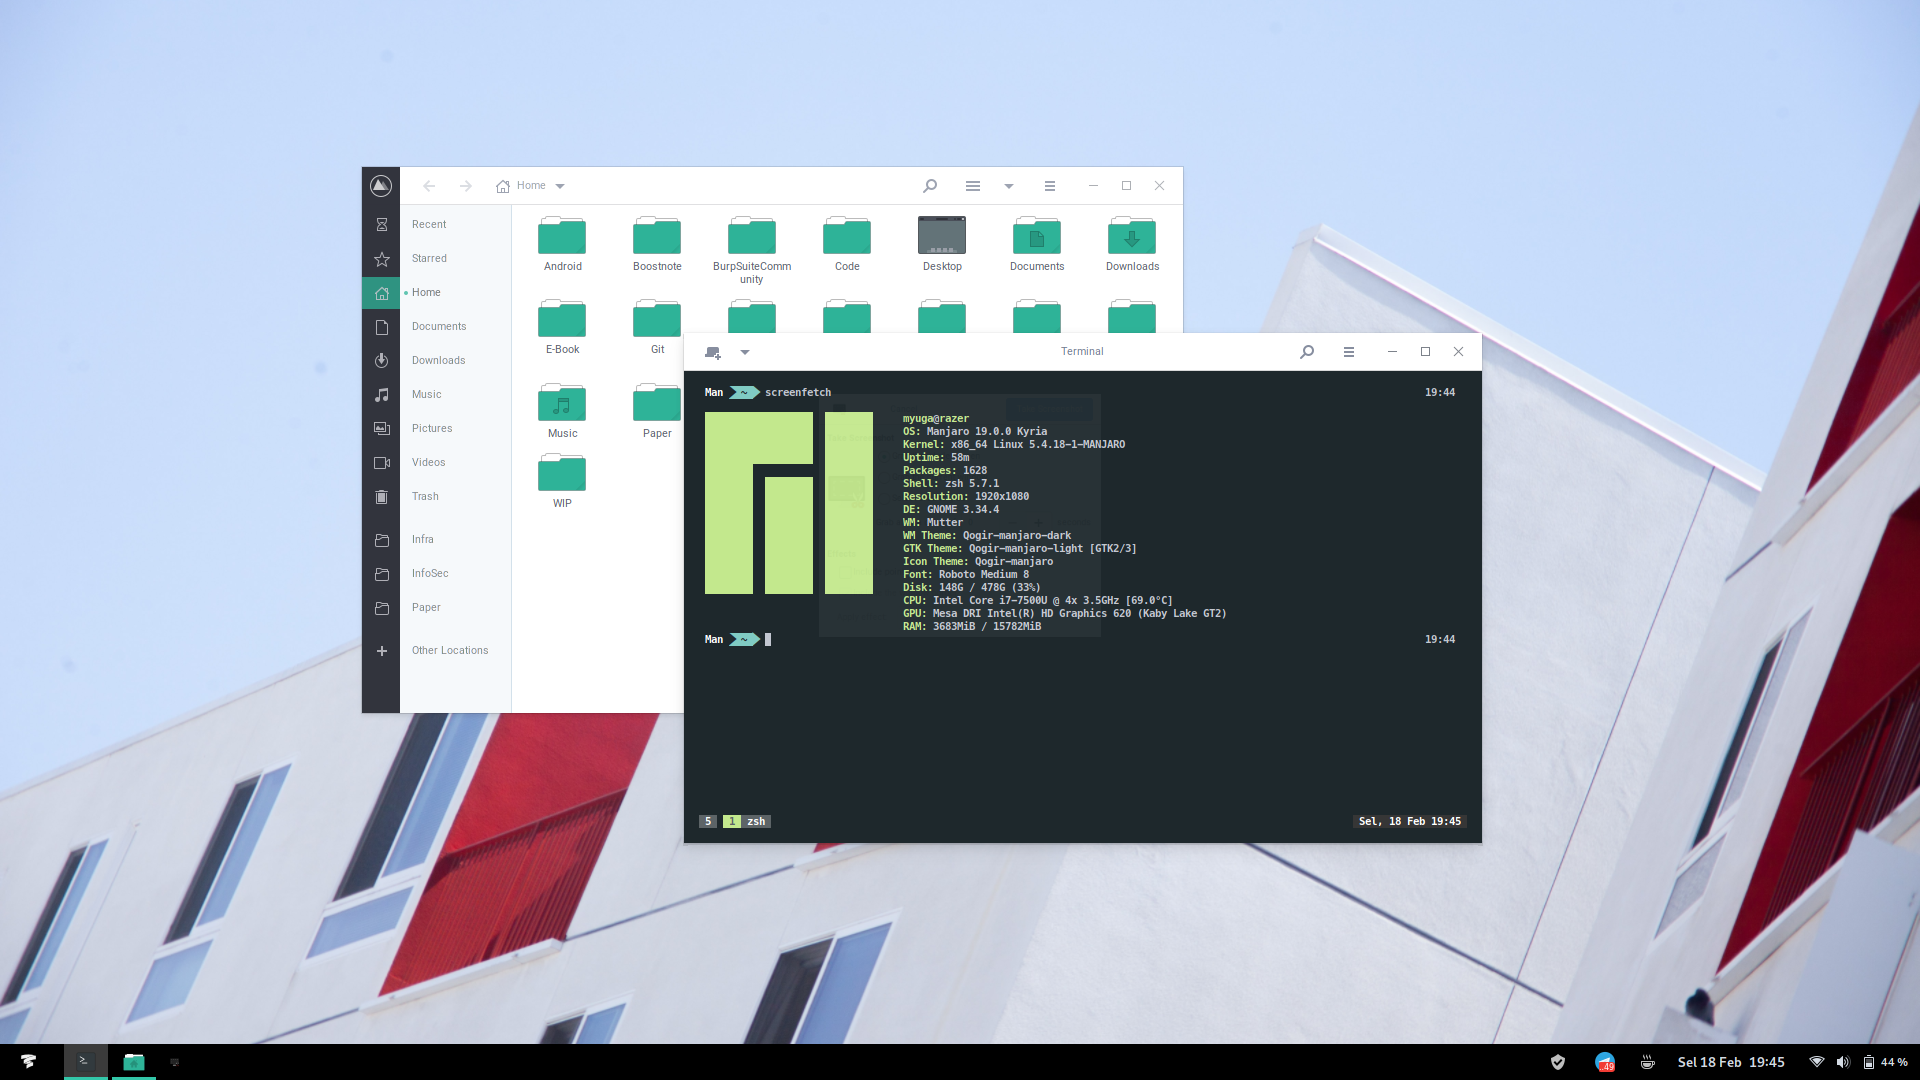 Home
Recent
Starred
Home
Documents
Downloads
Music
Pictures
Videos
Trash
Infra
InfoSec
Paper
Other Locations
Android
Boostnote
BurpSuiteComm
unity
Code
Desktop
Documents
Downloads
E-Book
Git
Music
Paper
WIP
Terminal
Man ~ screenfetch 19:44
myuga@razer
OS: Manjaro 19.0.0 Kyria
Kernel: x86_64 Linux 5.4.18-1-MANJARO
Uptime: 58m
Packages: 1628
Shell: zsh 5.7.1
Resolution: 1920x1080
DE: GNOME 3.34.4
WM: Mutter
WM Theme: Qogir-manjaro-dark
GTK Theme: Qogir-manjaro-light [GTK2/3]
Icon Theme: Qogir-manjaro
Font: Roboto Medium 8
Disk: 148G / 478G (33%)
CPU: Intel Core i7-7500U @ 4x 3.5GHz [69.0°C]
GPU: Mesa DRI Intel(R) HD Graphics 620 (Kaby Lake GT2)
RAM: 3683MiB / 15782MiB
Man ~ 19:44
5 1 zsh
Sel, 18 Feb 19:45
..49
Sel 18 Feb 19:45
44 %